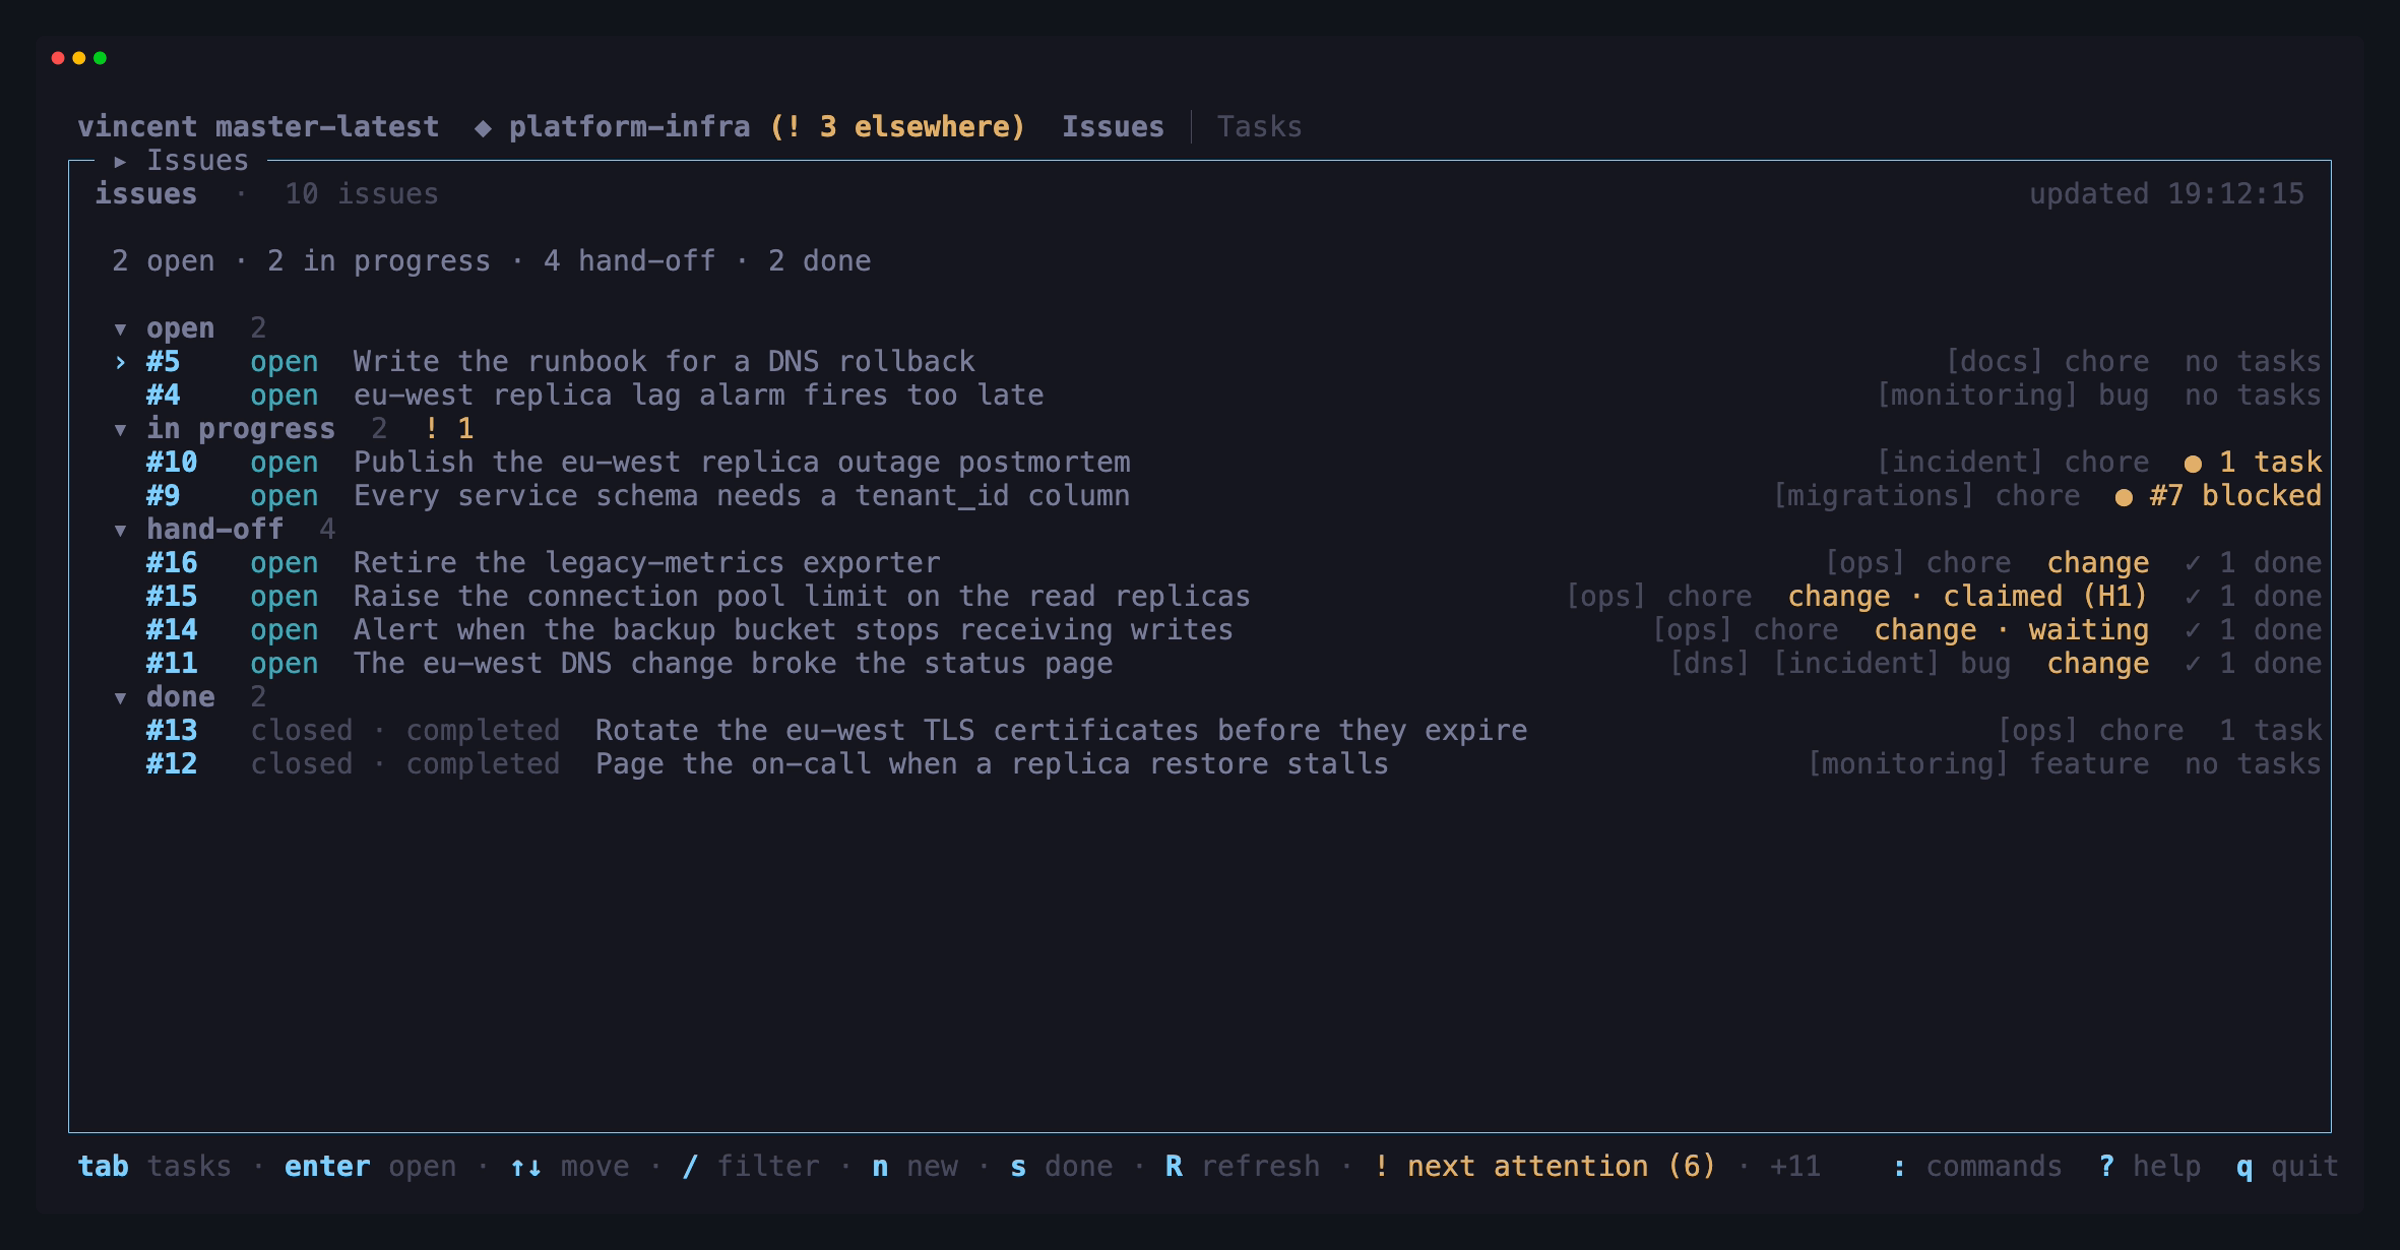 vincent master-latest ◆ platform-infra (! 3 elsewhere) Issues │ Tasks
▸ Issues
issues · 10 issues updated 19:12:15
2 open · 2 in progress · 4 hand-off · 2 done
▾ open 2
› #5 open Write the runbook for a DNS rollback [docs] chore no tasks
#4 open eu-west replica lag alarm fires too late [monitoring] bug no tasks
▾ in progress 2 ! 1
#10 open Publish the eu-west replica outage postmortem [incident] chore ● 1 task
#9 open Every service schema needs a tenant_id column [migrations] chore ● #7 blocked
▾ hand-off 4
#16 open Retire the legacy-metrics exporter [ops] chore change ✓ 1 done
#15 open Raise the connection pool limit on the read replicas [ops] chore change · claimed (H1) ✓ 1 done
#14 open Alert when the backup bucket stops receiving writes [ops] chore change · waiting ✓ 1 done
#11 open The eu-west DNS change broke the status page [dns] [incident] bug change ✓ 1 done
▾ done 2
#13 closed · completed Rotate the eu-west TLS certificates before they expire [ops] chore 1 task
#12 closed · completed Page the on-call when a replica restore stalls [monitoring] feature no tasks
tab tasks · enter open · ↑↓ move · / filter · n new · s done · R refresh · ! next attention (6) · +11 : commands ? help q quit